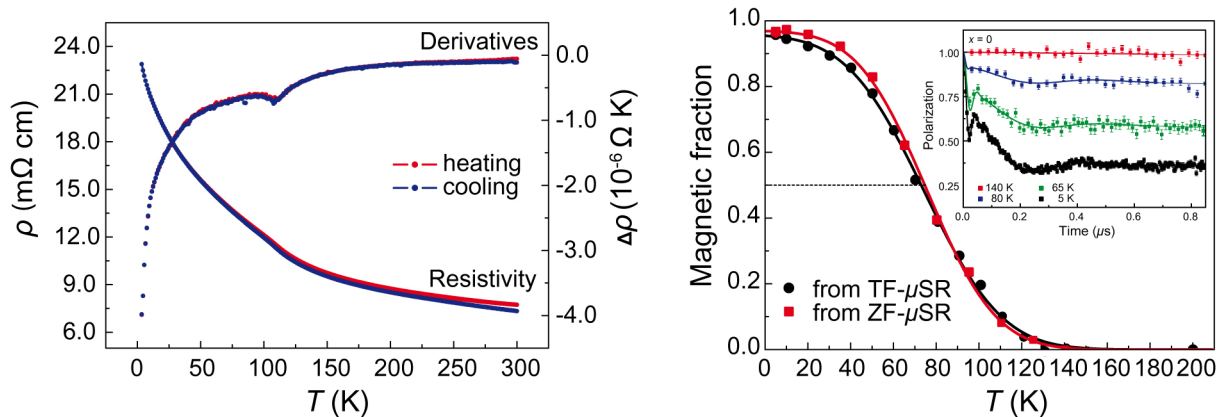 24.0
21.0
18.0
15.0
12.0
9.0
6.0
ρ (mΩ cm)
Derivatives
heating
cooling
Resistivity
0.0
-1.0
-2.0
-3.0
-4.0
Δρ (10⁻⁶ Ω K)
0 50 100 150 200 250 300
T (K)
1.0
0.8
0.6
0.4
0.2
0.0
Magnetic fraction
x = 0
1.00
0.75
0.50
0.25
Polarization
140 K 65 K
80 K 5 K
0.0 0.2 0.4 0.6 0.8
Time (μs)
from TF-μSR
from ZF-μSR
0 20 40 60 80 100 120 140 160 180 200
T (K)